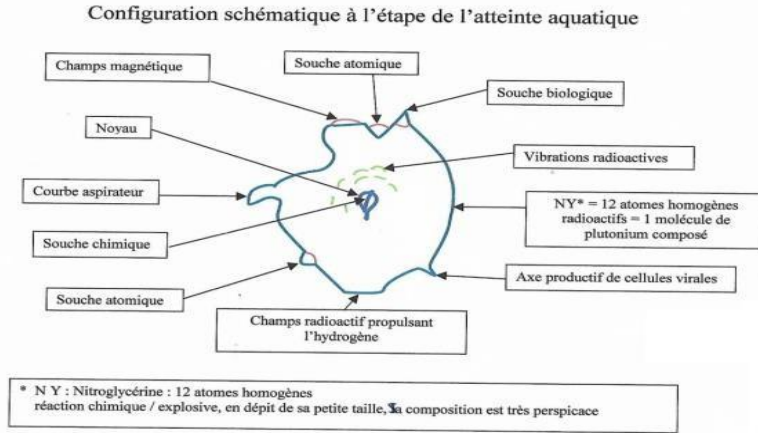 Configuration schématique à l'étape de l'atteinte aquatique
Champs magnétique
Souche atomique
Souche biologique
Noyau
Vibrations radioactives
Courbe aspirateur
NY* = 12 atomes homogènes
radioactifs = 1 molécule de
plutonium composé
Souche chimique
Axe productif de cellules virales
Souche atomique
Champs radioactif propulsant
l'hydrogène
* N Y : Nitroglycérine : 12 atomes homogènes
réaction chimique / explosive, en dépit de sa petite taille, sa composition est très perspicace